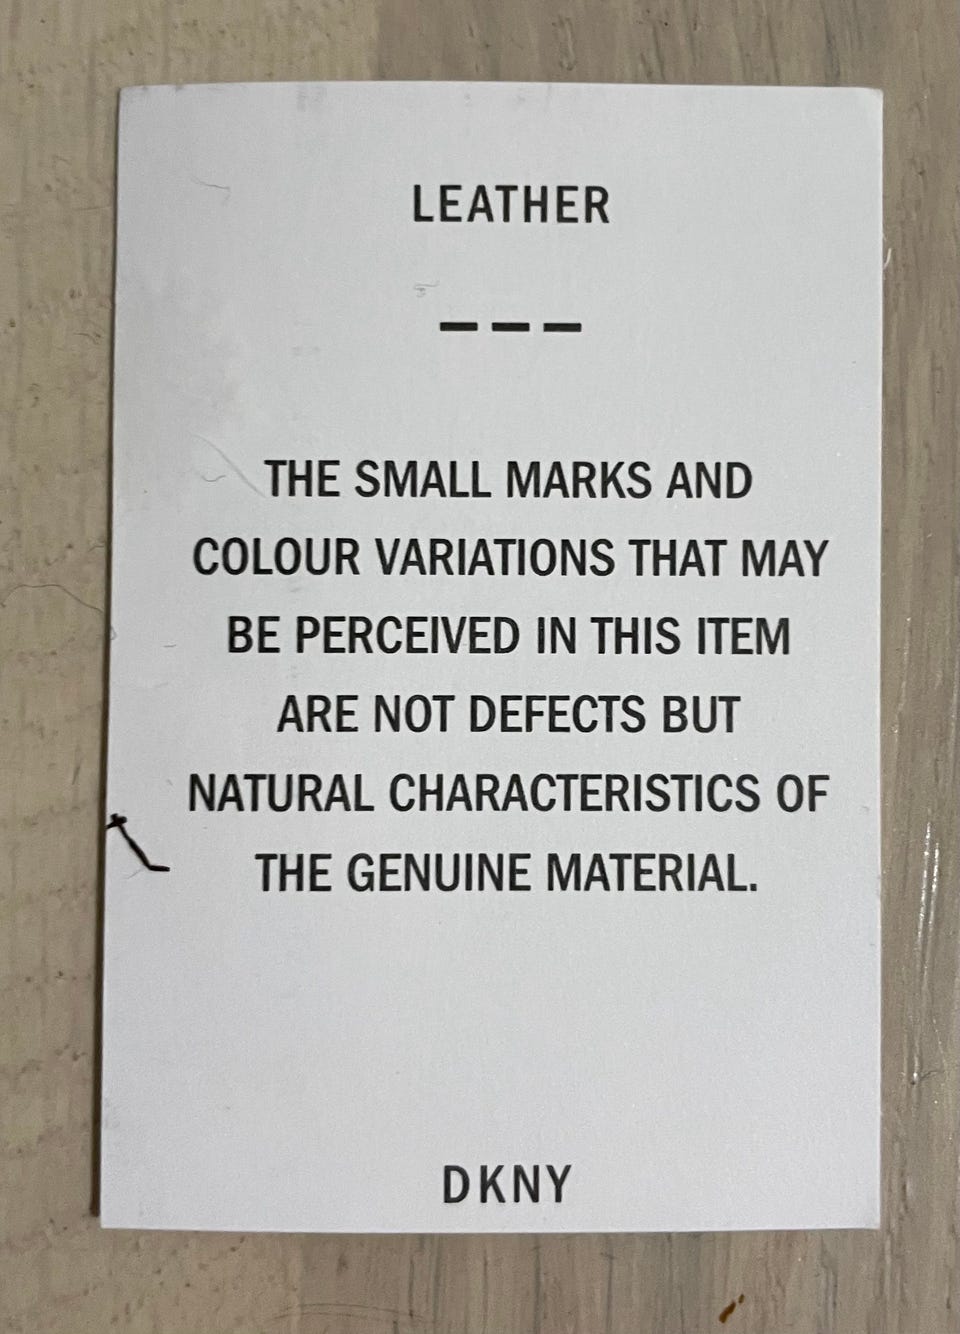 LEATHER
---
THE SMALL MARKS AND
COLOUR VARIATIONS THAT MAY
BE PERCEIVED IN THIS ITEM
ARE NOT DEFECTS BUT
NATURAL CHARACTERISTICS OF
THE GENUINE MATERIAL.
DKNY